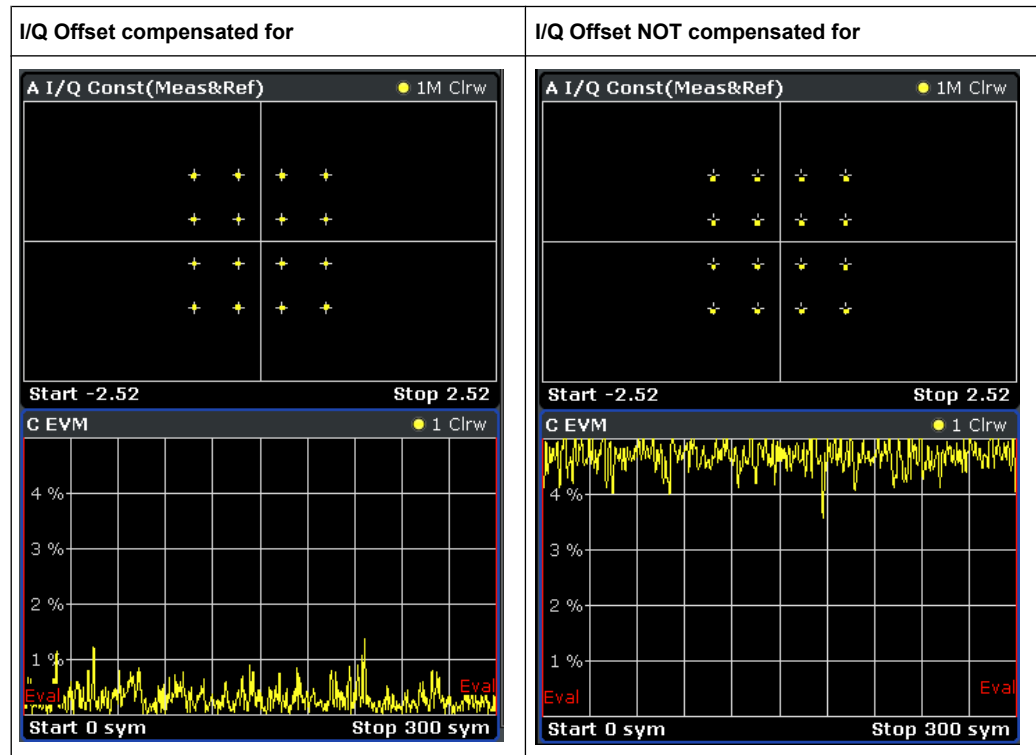 I/Q Offset compensated for
I/Q Offset NOT compensated for
A I/Q Const(Meas&Ref)
1M Clrw
Start -2.52
Stop 2.52
C EVM
1 Clrw
4 %
3 %
2 %
1 %
Eval
Eval
Start 0 sym
Stop 300 sym
A I/Q Const(Meas&Ref)
1M Clrw
Start -2.52
Stop 2.52
C EVM
1 Clrw
4 %
3 %
2 %
1 %
Eval
Eval
Start 0 sym
Stop 300 sym